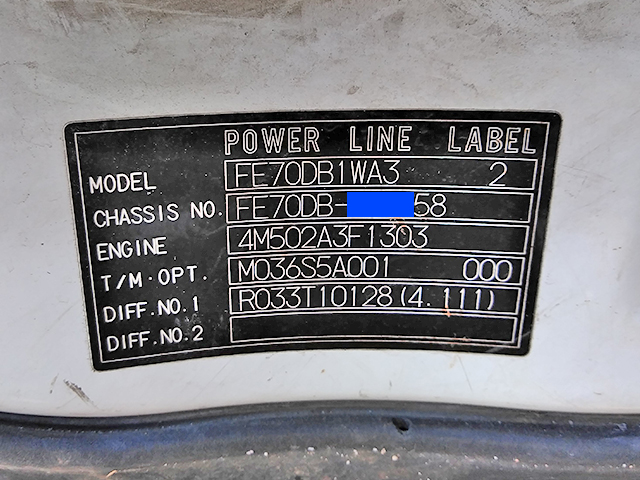 POWER LINE LABEL
MODEL FE70DB1WA3 2
CHASSIS NO. FE70DB- 58
ENGINE 4M502A3F1303
T/M·OPT. M036S5A001 000
DIFF.NO.1 R033T10128(4.111)
DIFF.NO.2